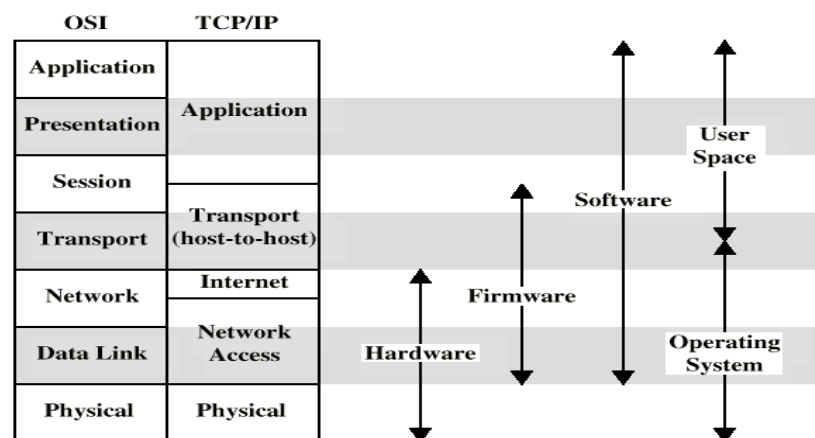 OSI TCP/IP
Application
Presentation
Session
Transport
Network
Data Link
Physical
Application
Transport
(host-to-host)
Internet
Network
Access
Physical
Hardware
Firmware
Software
User
Space
Operating
System